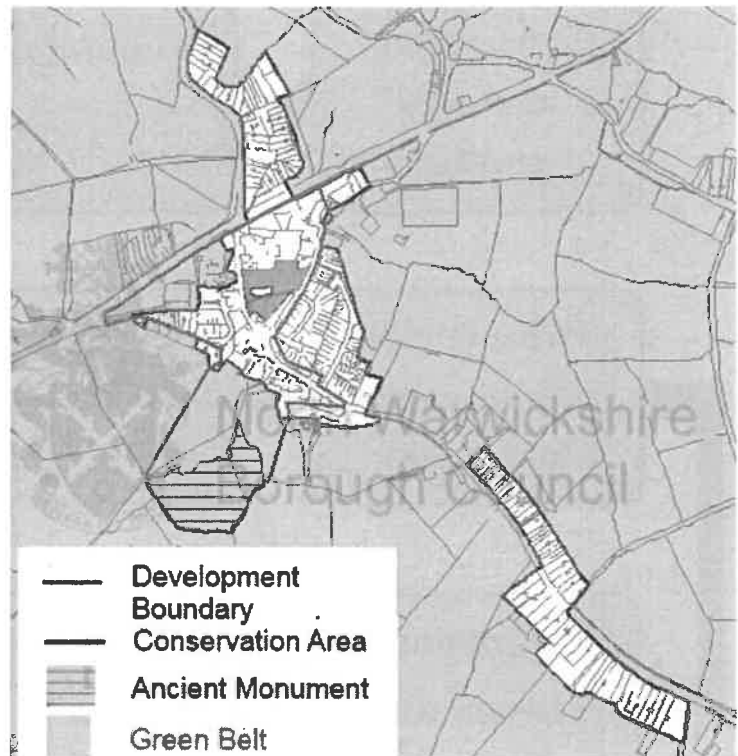 North Warwickshire
Borough Council
Development
Boundary
Conservation Area
Ancient Monument
Green Belt